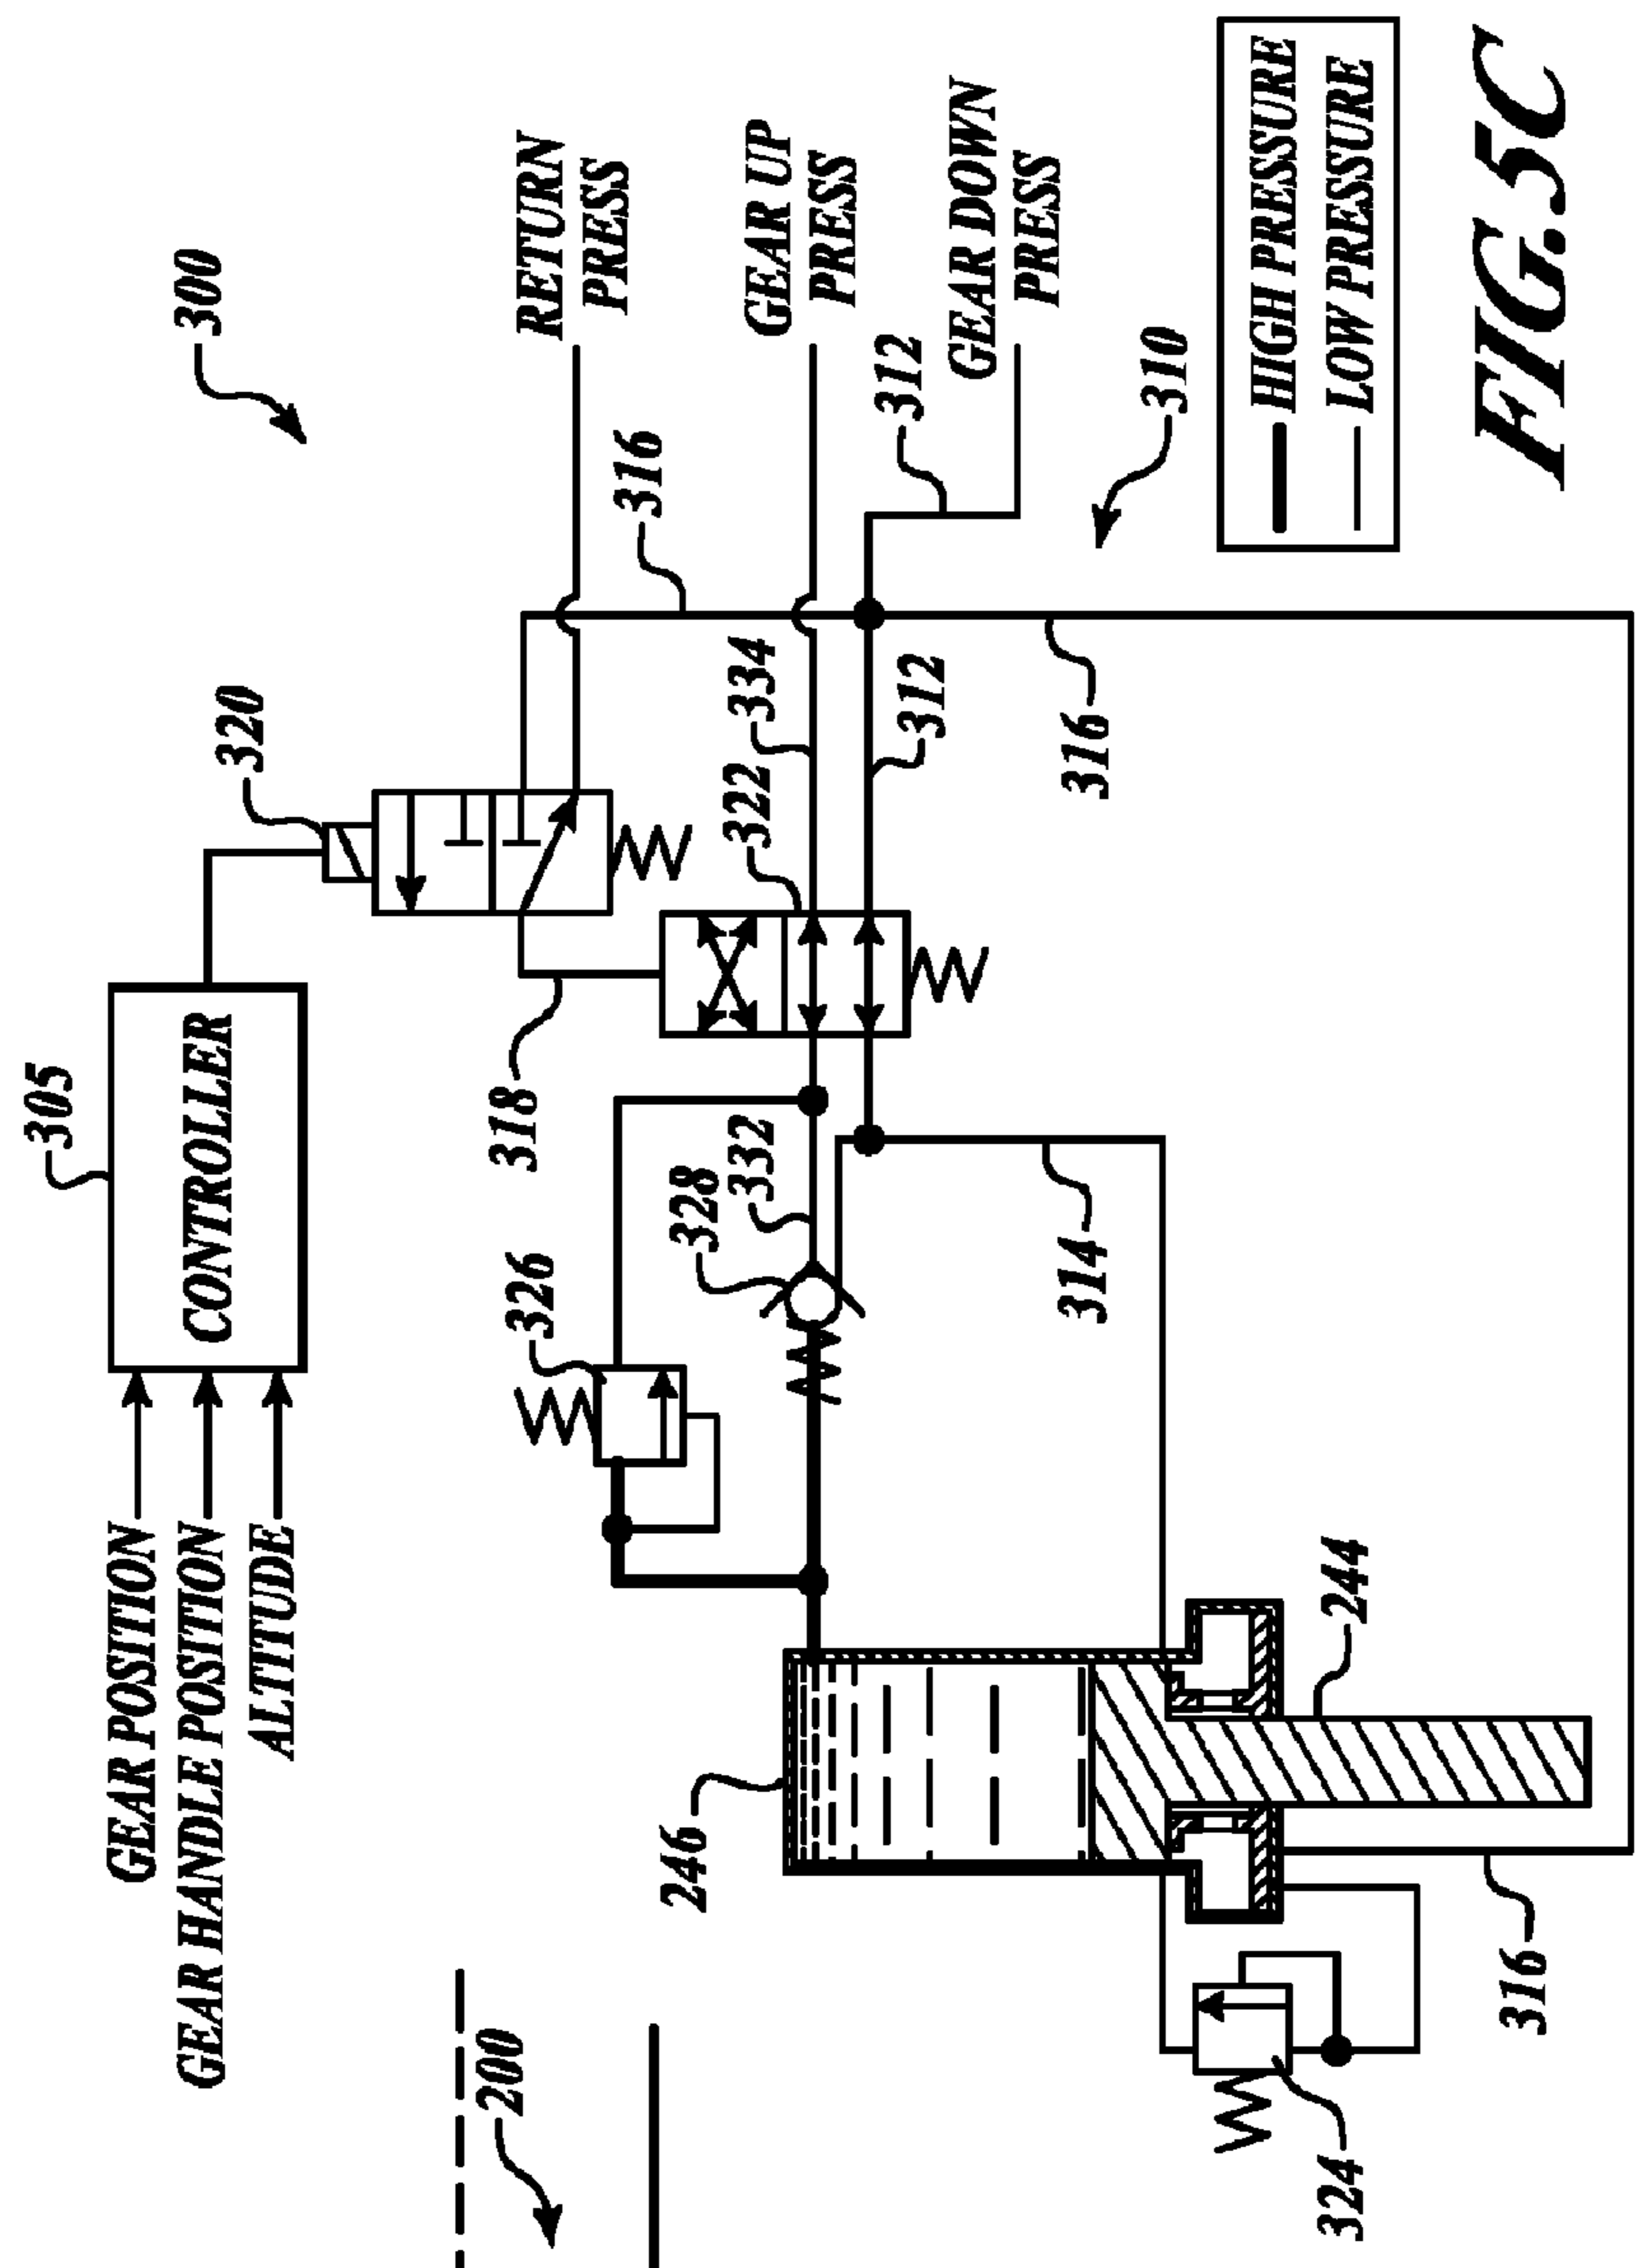 305
CONTROLLER
GEAR POSITION
GEAR HANDLE POSITION
ALTITUDE
320
300
RETURN
PRESS
GEAR UP
PRESS
GEAR DOWN
PRESS
316
312
310
334
322
312
316
318
332
328
326
314
246
244
200
316
324
HIGH PRESSURE
LOW PRESSURE
FIG. 5C